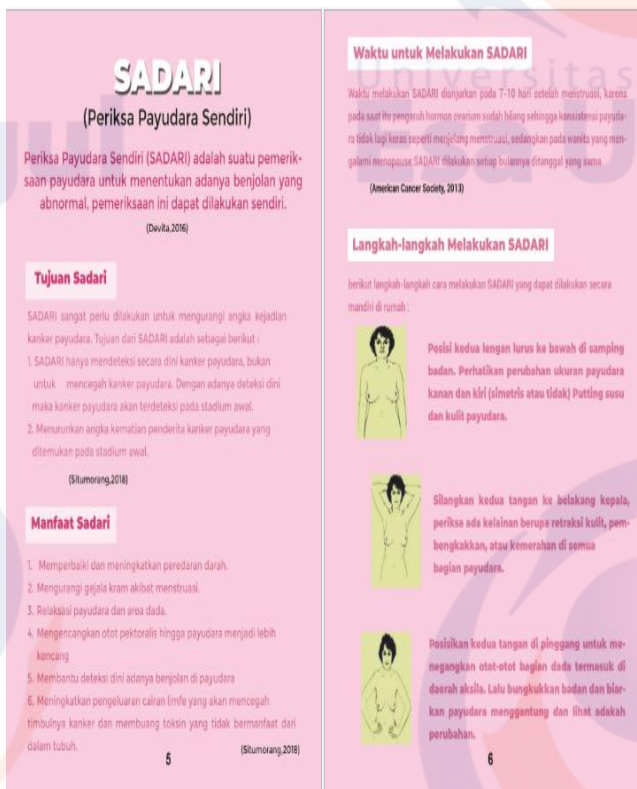 SADARI
(Periksa Payudara Sendiri)
Periksa Payudara Sendiri (SADARI) adalah suatu pemerik-
saan payudara untuk menentukan adanya benjolan yang
abnormal, pemeriksaan ini dapat dilakukan sendiri.
(Devita,2016)
Tujuan Sadari
SADARI sangat perlu dilakukan untuk mengurangi angka kejadian
kanker payudara. Tujuan dari SADARI adalah sebagai berikut :
1. SADARI hanya mendeteksi secara dini kanker payudara, bukan
untuk mencegah kanker payudara. Dengan adanya deteksi dini
maka kanker payudara akan terdeteksi pada stadium awal.
2. Menurunkan angka kematian penderita kanker payudara yang
ditemukan pada stadium awal.
(Situmorang,2018)
Manfaat Sadari
1. Memperbaiki dan meningkatkan peredaran darah.
2. Mengurangi gejala kram akibat menstruasi.
3. Relaksasi payudara dan area dada.
4. Mengencangkan otot pektoralis hingga payudara menjadi lebih
kencang
5. Membantu deteksi dini adanya benjolan di payudara
6. Meningkatkan pengeluaran cairan limfe yang akan mencegah
timbulnya kanker dan membuang toksin yang tidak bermanfaat dari
dalam tubuh.
(Situmorang,2018)
5
Waktu untuk Melakukan SADARI
Universitas
Waktu melakukan SADARI dianjurkan pada 7-10 hari setelah menstruasi, karena
pada saat itu pengaruh hormon ovarium sudah hilang sehingga konsistensi payuda-
ra tidak lagi keras seperti menjelang menstruasi, sedangkan pada wanita yang men-
galami menopause SADARI dilakukan setiap bulannya ditanggal yang sama.
(American Cancer Society, 2013)
Langkah-langkah Melakukan SADARI
berikut langkah-langkah cara melakukan SADARI yang dapat dilakukan secara
mandiri di rumah :
Posisi kedua lengan lurus ke bawah di samping
badan. Perhatikan perubahan ukuran payudara
kanan dan kiri (simetris atau tidak) Putting susu
dan kulit payudara.
Silangkan kedua tangan ke belakang kepala,
periksa ada kelainan berupa retraksi kulit, pem-
bengkakkan, atau kemerahan di semua
bagian payudara.
Posisikan kedua tangan di pinggang untuk me-
negangkan otot-otot bagian dada termasuk di
daerah aksila. Lalu bungkukkan badan dan biar-
kan payudara menggantung dan lihat adakah
perubahan.
6